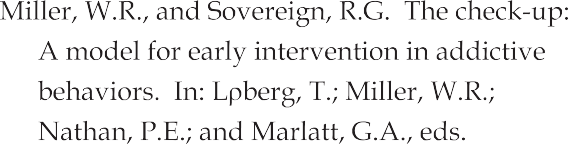 Miller, W.R., and Sovereign, R.G.  The check-up:
A model for early intervention in addictive
behaviors.  In: Lρberg, T.; Miller, W.R.;
Nathan, P.E.; and Marlatt, G.A., eds.